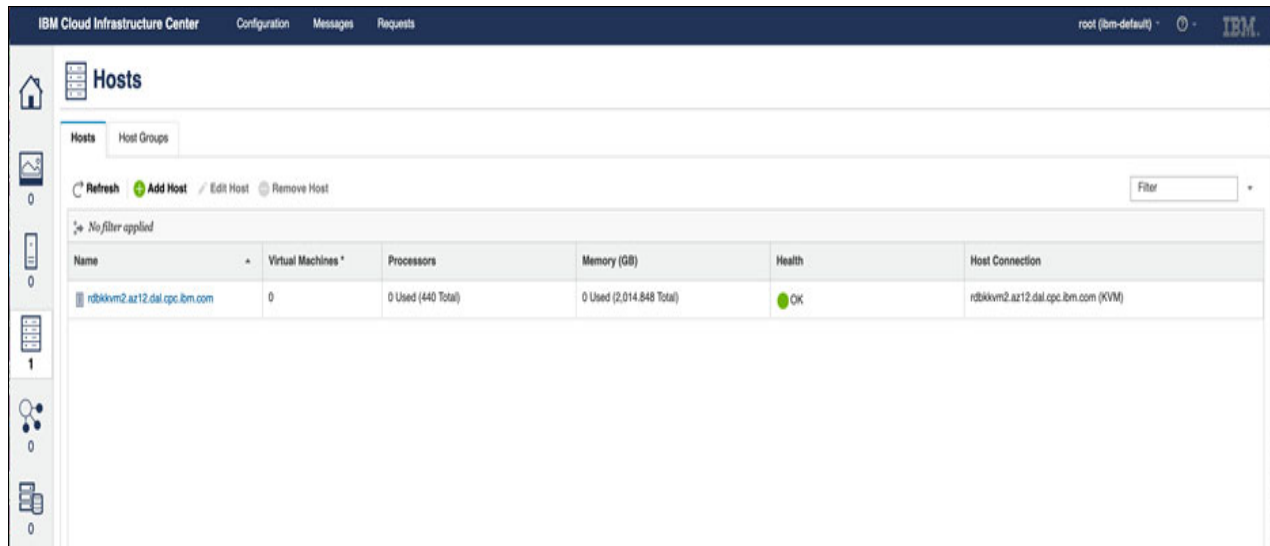 IBM Cloud Infrastructure Center Configuration Messages Requests root (ibm-default) IBM.
Hosts
Hosts Host Groups
Refresh Add Host Edit Host Remove Host Filter
No filter applied
Name Virtual Machines * Processors Memory (GB) Health Host Connection
rdbkkvm2.az12.dal.cpc.ibm.com 0 0 Used (440 Total) 0 Used (2,014.848 Total) OK rdbkkvm2.az12.dal.cpc.ibm.com (KVM)
0
0
1
0
0